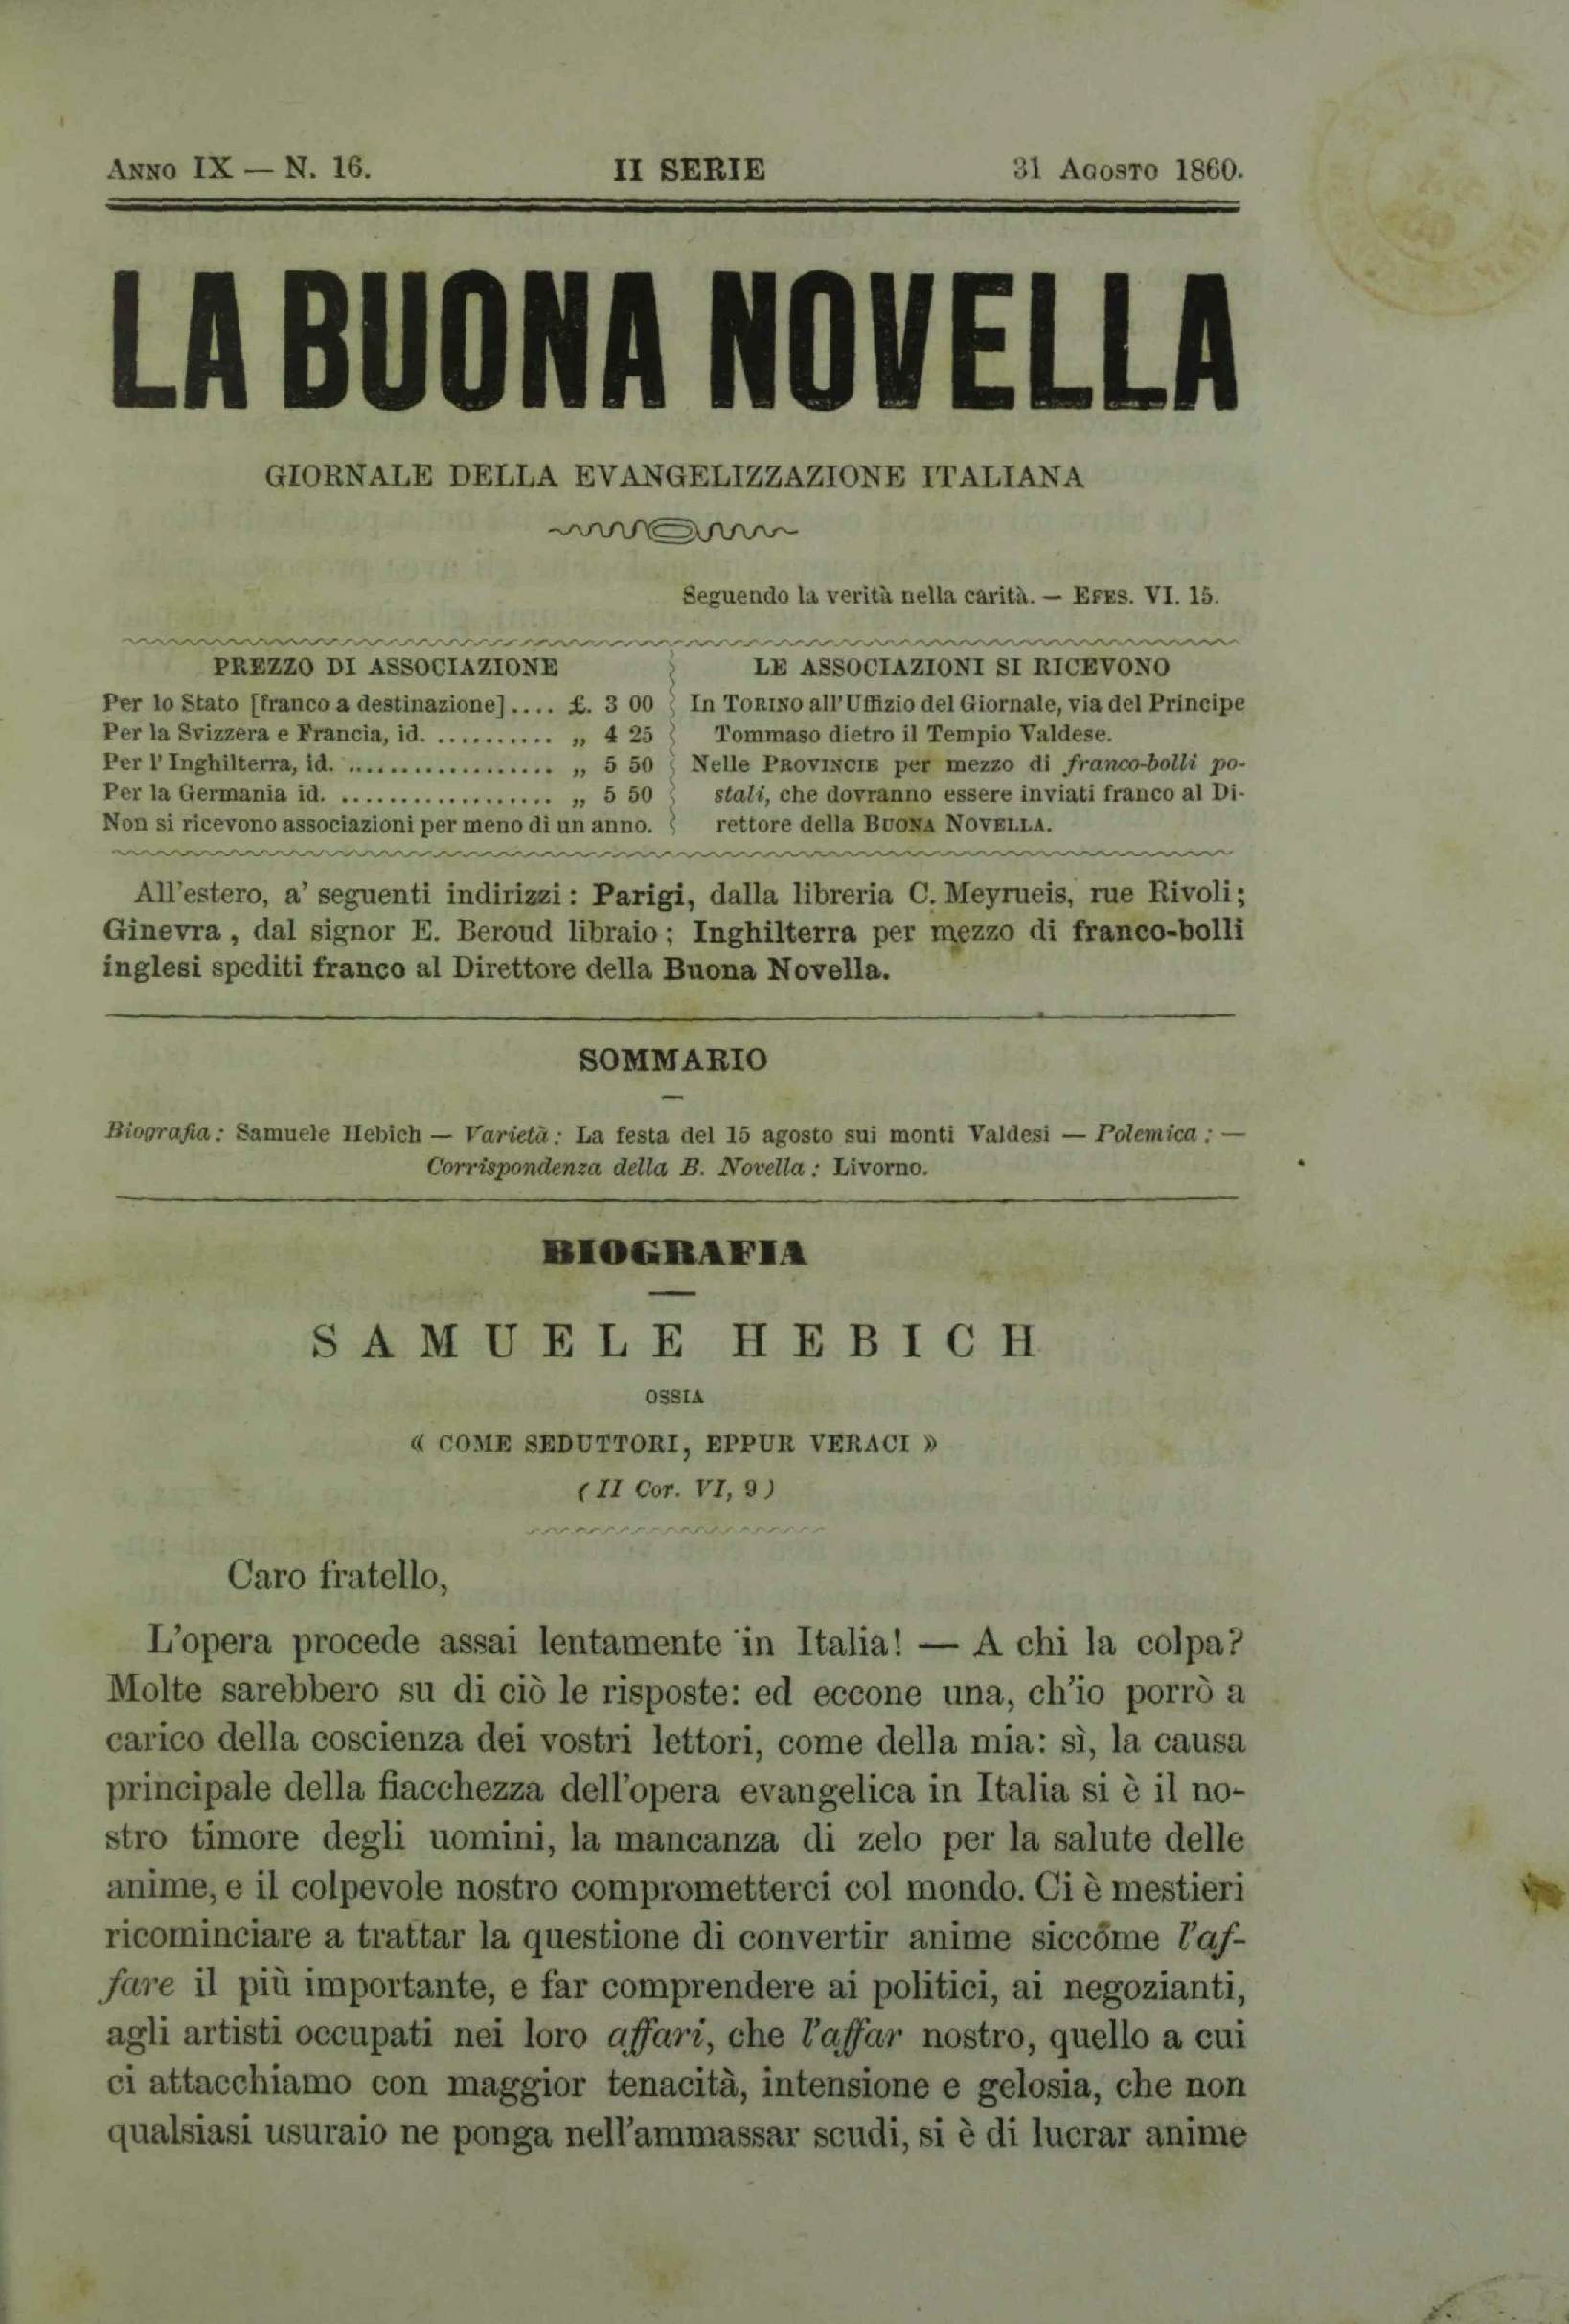 ANNO IX — N. 16.
II SERIE
31 AGOSTO 1860.
LA BUONA NOVELLA
GIORNALE DELLA EVANGELIZZAZIONE ITALIANA
Seguendo la verità nella carità. — EFES. VI. 15.
PREZZO DI ASSOCIAZIONE
Per lo Stato [franco a destinazione].... £. 3 00
Per la Svizzera e Francia, id. .......... „ 4 25
Per l'Inghilterra, id. .................. „ 5 50
Per la Germania id. .................. „ 5 50
Non si ricevono associazioni per meno di un anno.
LE ASSOCIAZIONI SI RICEVONO
In TORINO all'Uffizio del Giornale, via del Principe
Tommaso dietro il Tempio Valdese.
Nelle PROVINCIE per mezzo di franco-bolli po-
stali, che dovranno essere inviati franco al Di-
rettore della BUONA NOVELLA.
All'estero, a' seguenti indirizzi: Parigi, dalla libreria C. Meyrueis, rue Rivoli;
Ginevra, dal signor E. Beroud libraio; Inghilterra per mezzo di franco-bolli
inglesi spediti franco al Direttore della Buona Novella.
SOMMARIO
Biografia: Samuele Hebich — Varietà: La festa del 15 agosto sui monti Valdesi — Polemica: —
Corrispondenza della B. Novella: Livorno.
BIOGRAFIA
SAMUELE HEBICH
OSSIA
« COME SEDUTTORI, EPPUR VERACI »
(II Cor. VI, 9)
Caro fratello,
L'opera procede assai lentamente in Italia! — A chi la colpa?
Molte sarebbero su di ciò le risposte: ed eccone una, ch'io porrò a
carico della coscienza dei vostri lettori, come della mia: sì, la causa
principale della fiacchezza dell'opera evangelica in Italia si è il no-
stro timore degli uomini, la mancanza di zelo per la salute delle
anime, e il colpevole nostro comprometterci col mondo. Ci è mestieri
ricominciare a trattar la questione di convertir anime siccome l'af-
fare il più importante, e far comprendere ai politici, ai negozianti,
agli artisti occupati nei loro affari, che l'affar nostro, quello a cui
ci attacchiamo con maggior tenacità, intensione e gelosia, che non
qualsiasi usuraio ne ponga nell'ammassar scudi, si è di lucrar anime